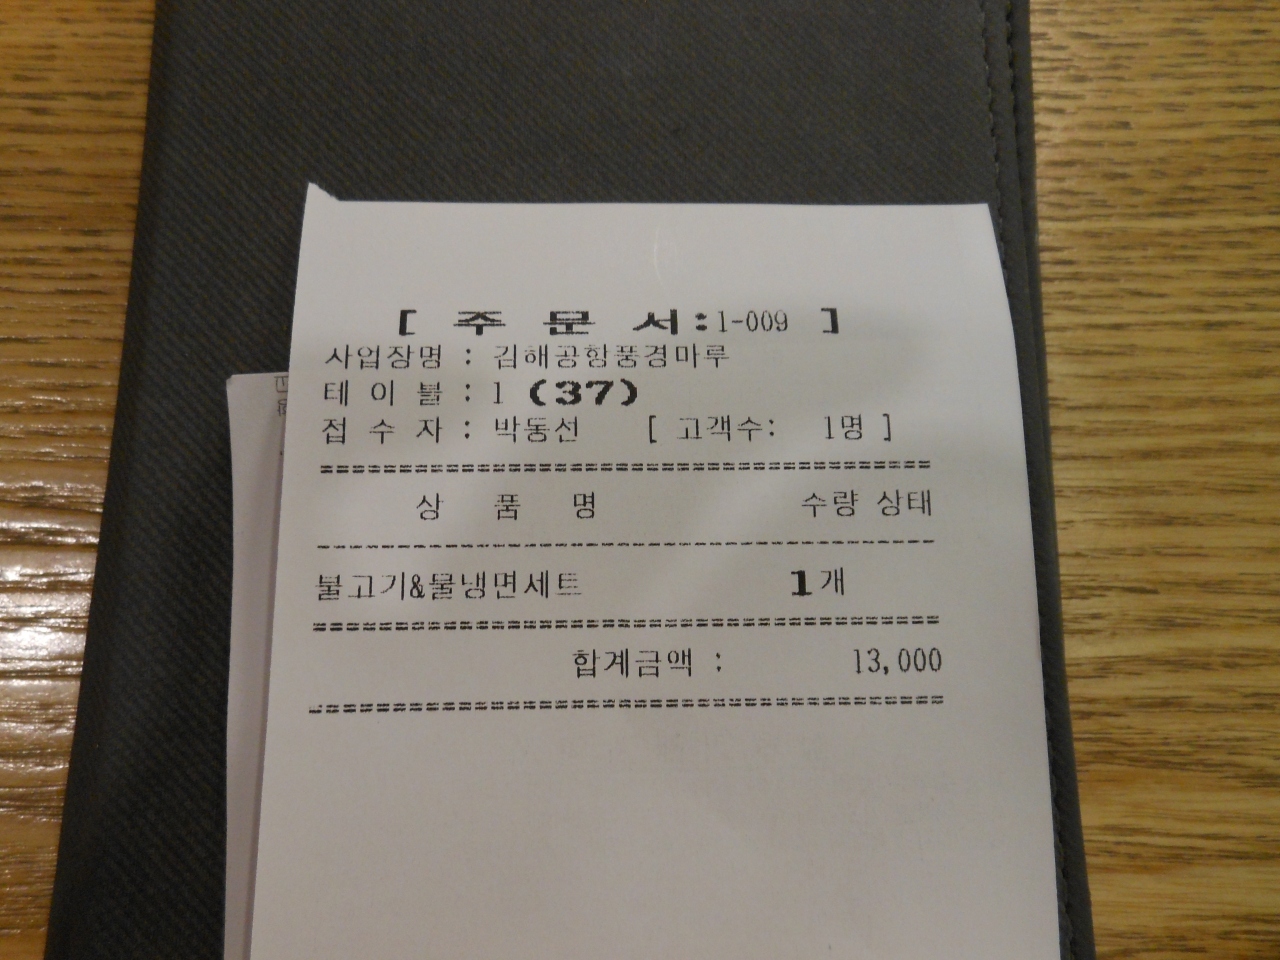 [ 주 문 서:1-009 ]
사업장명 : 김해공항풍경마루
테 이 블 : 1 (37)
접 수 자 : 박동선 [ 고객수: 1명 ]
상 품 명 수량 상태
불고기&물냉면세트 1개
합계금액 : 13,000